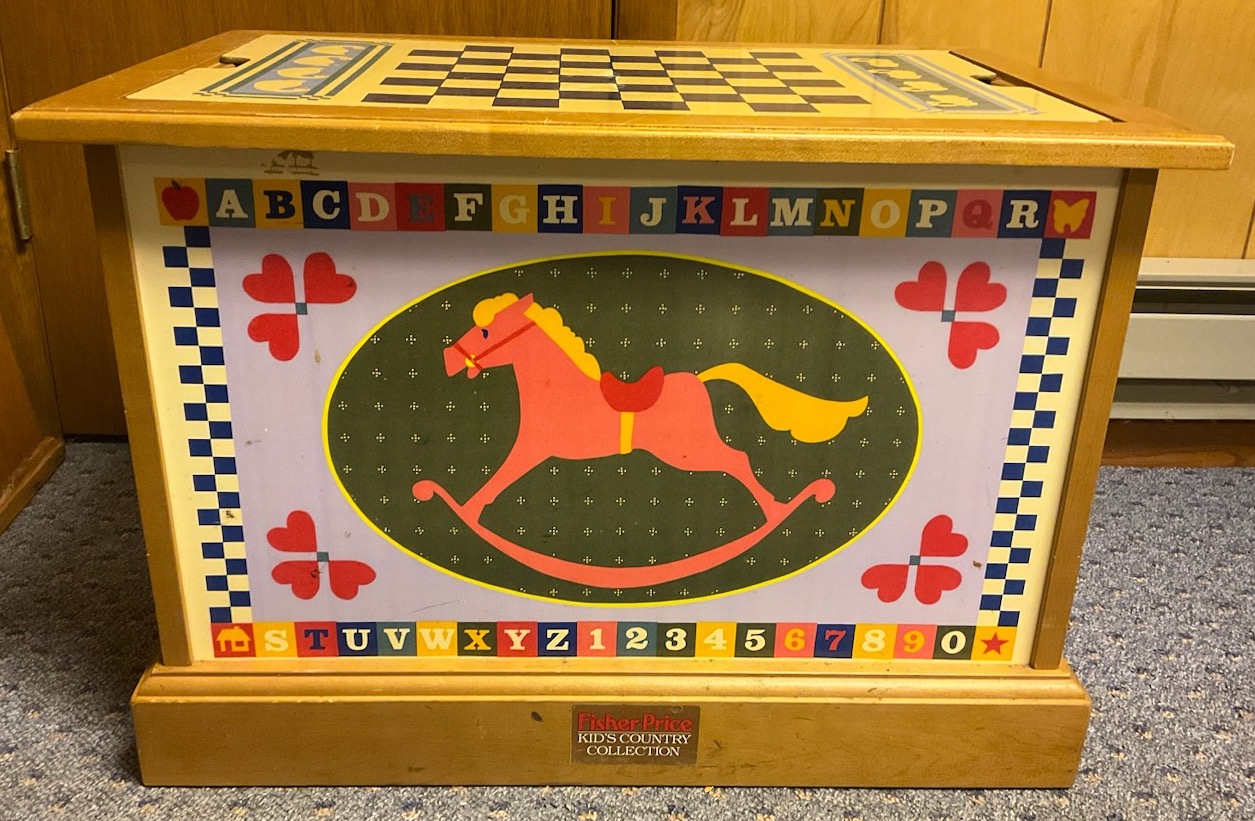 ABCDEFGHIJKLMNOPQR
STUVWXYZ1234567890
Fisher-Price
KID'S COUNTRY
COLLECTION